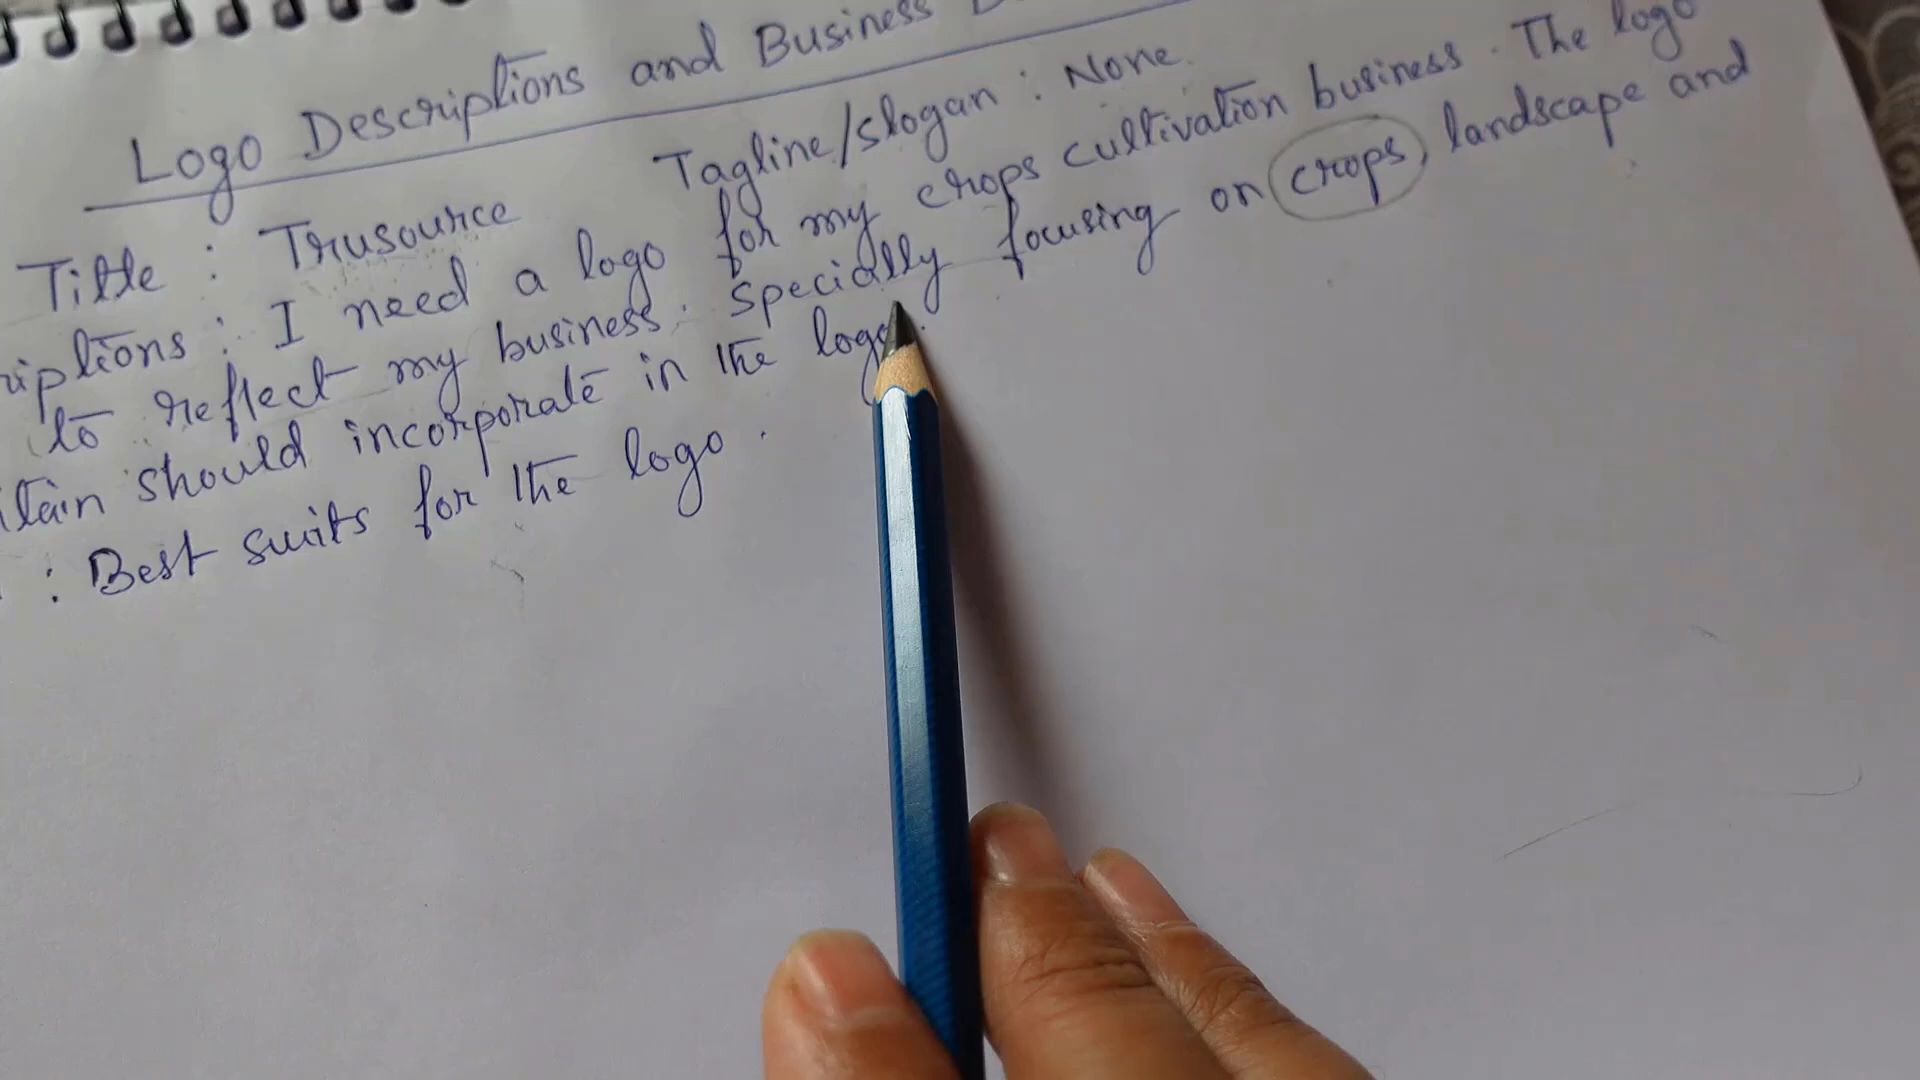 Logo Descriptions and Business
Title : Trusource Tagline/slogan : None
: I need a logo for my crops cultivation business. The logo
to reflect my business. Specially focusing on crops, landscape and
should incorporate in the logo.
: Best suits for the logo.